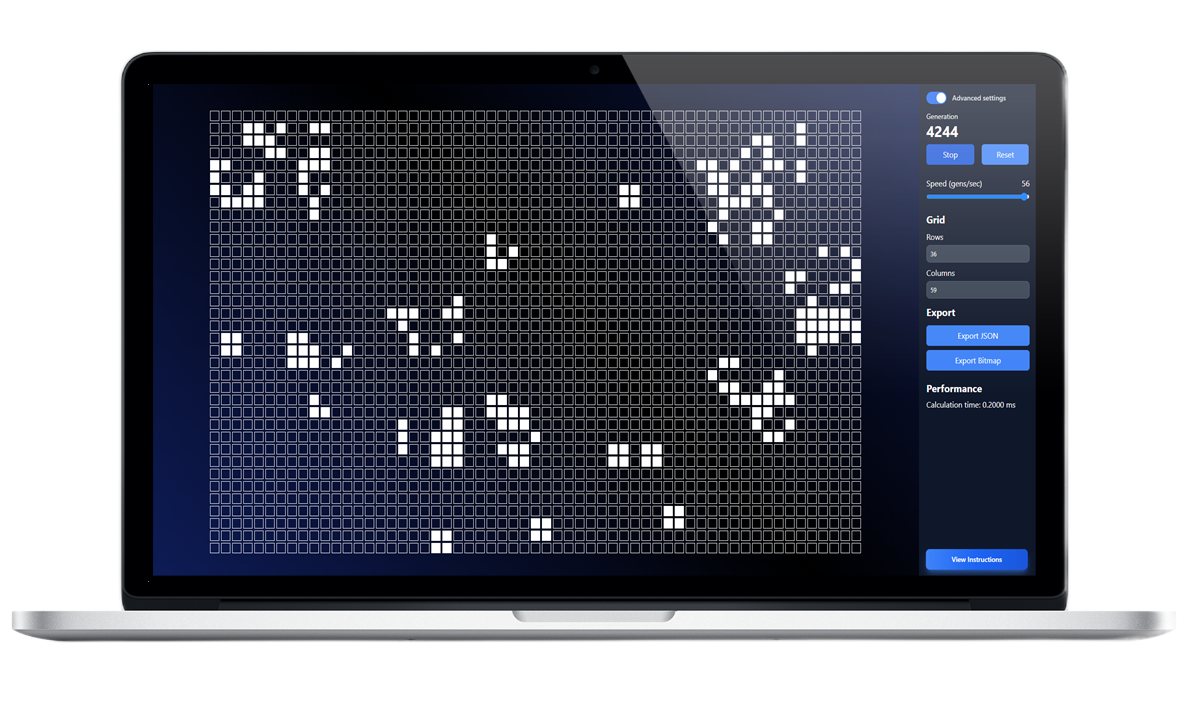 Advanced settings
Generation
4244
Stop Reset
Speed (gens/sec) 56
Grid
Rows
36
Columns
59
Export
Export JSON
Export Bitmap
Performance
Calculation time: 0.2000 ms
View Instructions